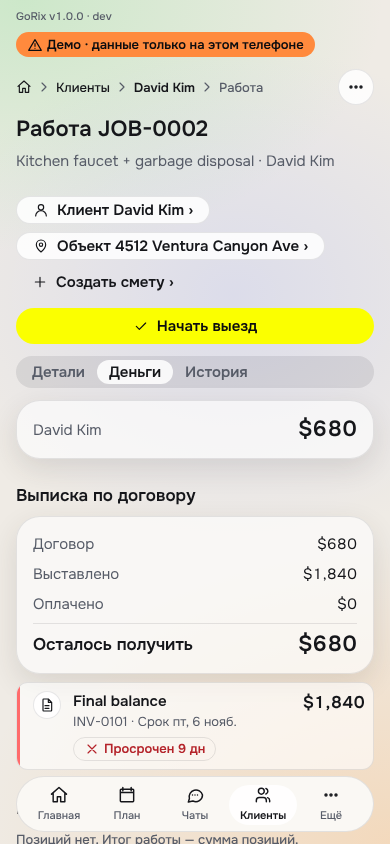 GoRix v1.0.0 · dev
Демо · данные только на этом телефоне
Клиенты > David Kim > Работа
Работа JOB-0002
Kitchen faucet + garbage disposal · David Kim
Клиент David Kim ›
Объект 4512 Ventura Canyon Ave ›
Создать смету ›
Начать выезд
Детали Деньги История
David Kim $680
Выписка по договору
Договор $680
Выставлено $1,840
Оплачено $0
Осталось получить $680
Final balance $1,840
INV-0101 · Срок пт, 6 нояб.
Просрочен 9 дн
Главная План Чаты Клиенты Ещё
Позиций нет. Итог работы — сумма позиций.